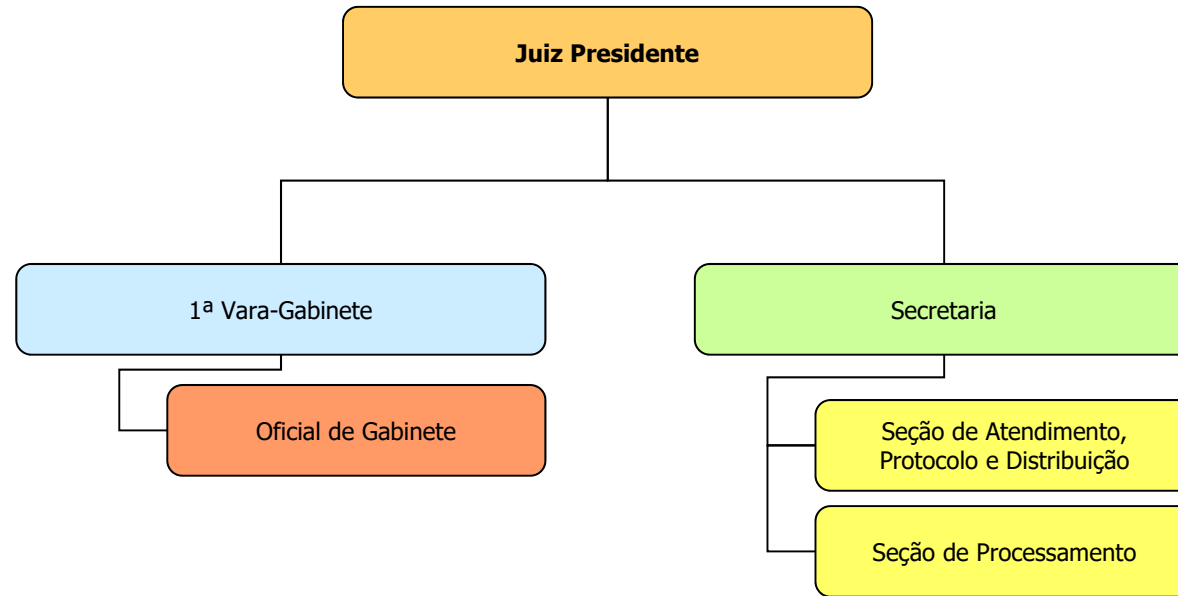 Juiz Presidente
1ª Vara-Gabinete
Secretaria
Oficial de Gabinete
Seção de Atendimento,
Protocolo e Distribuição
Seção de Processamento